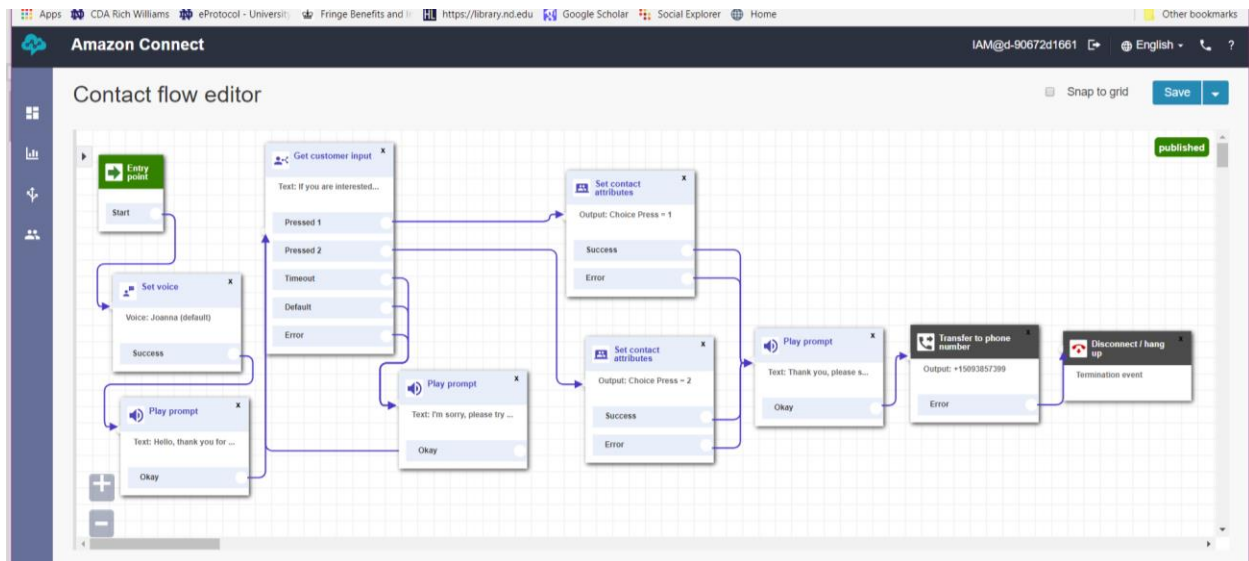 Apps CDA Rich Williams eProtocol - Universit Fringe Benefits and I https://library.nd.edu Google Scholar Social Explorer Home Other bookmarks
Amazon Connect
IAM@d-90672d1661 English ?
Contact flow editor
Snap to grid Save
published
Entry
point
Start
Set voice x
Voice: Joanna (default)
Success
Play prompt x
Text: Hello, thank you for ...
Okay
Get customer input x
Text: If you are interested...
Pressed 1
Pressed 2
Timeout
Default
Error
Play prompt x
Text: I'm sorry, please try ...
Okay
Set contact x
attributes
Output: Choice Press = 1
Success
Error
Set contact x
attributes
Output: Choice Press = 2
Success
Error
Play prompt x
Text: Thank you, please s...
Okay
Transfer to phone x
number
Output: +15093857399
Error
Disconnect / hang x
up
Termination event